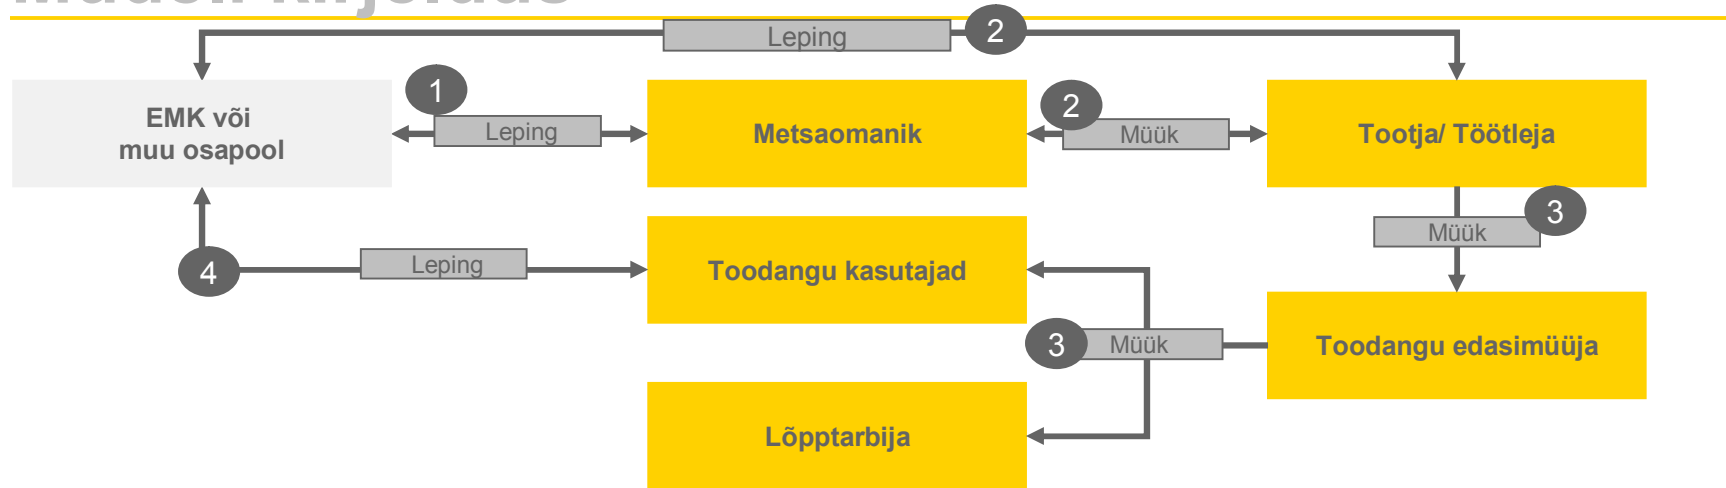 Leping 2
1
EMK või
muu osapool
Leping
Metsaomanik
2
Müük
Tootja/ Töötleja
3
Müük
4
Leping
Toodangu kasutajad
3
Müük
Toodangu edasimüüja
Lõpptarbija